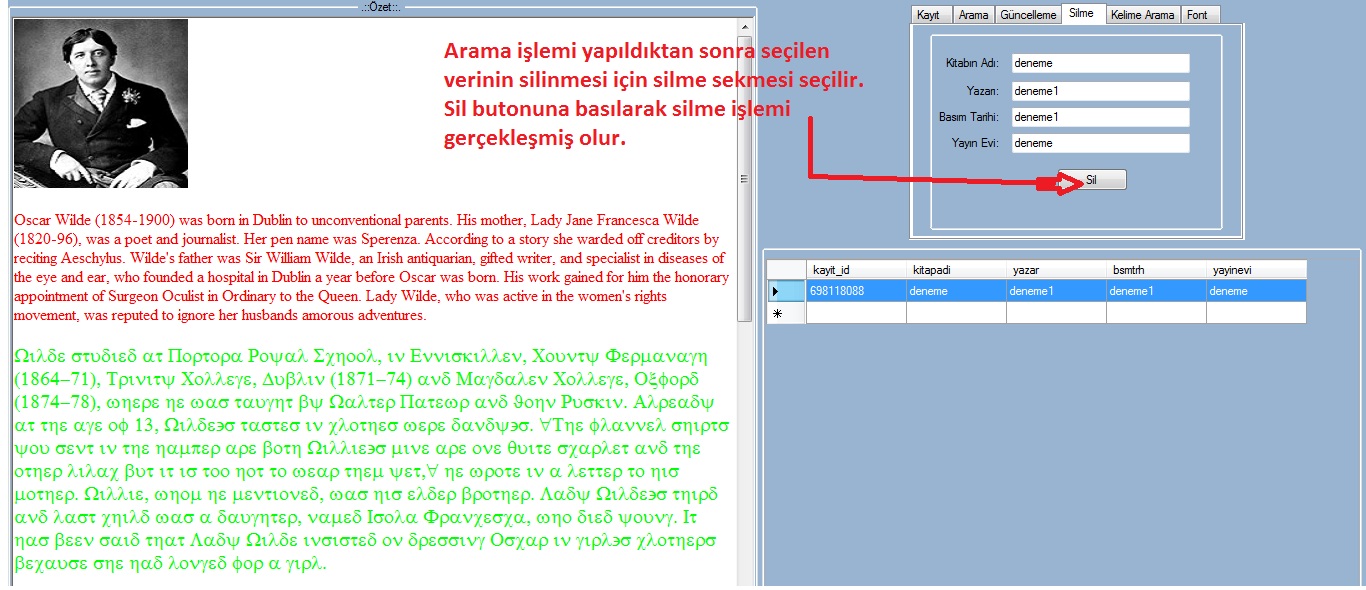 .::Özet::.
Arama işlemi yapıldıktan sonra seçilen
verinin silinmesi için silme sekmesi seçilir.
Sil butonuna basılarak silme işlemi
gerçekleşmiş olur.
Oscar Wilde (1854-1900) was born in Dublin to unconventional parents. His mother, Lady Jane Francesca Wilde
(1820-96), was a poet and journalist. Her pen name was Sperenza. According to a story she warded off creditors by
reciting Aeschylus. Wilde's father was Sir William Wilde, an Irish antiquarian, gifted writer, and specialist in diseases of
the eye and ear, who founded a hospital in Dublin a year before Oscar was born. His work gained for him the honorary
appointment of Surgeon Oculist in Ordinary to the Queen. Lady Wilde, who was active in the women's rights
movement, was reputed to ignore her husbands amorous adventures.
Ωιλδε στυδιεδ ατ Πορτορα Ροψαλ Σχηοολ, ιν Εννισκιλλεν, Χουντψ Φερμαναγη
(1864–71), Τρινιτψ Χολλεγε, Δυβλιν (1871–74) ανδ Μαγδαλεν Χολλεγε, Οξφορδ
(1874–78), ωηερε ηε ωασ ταυγητ βψ Ωαλτερ Πατεωρ ανδ ϑοην Ρυσκιν. Αλρεαδψ
ατ τηε αγε οφ 13, Ωιλδεэσ ταστεσ ιν χλοτηεσ ωερε δανδψэσ. ∀Τηε φλαννελ σηιρτσ
ψου σεντ ιν τηε ηαμπερ αρε βοτη Ωιλλιεэσ μινε αρε ονε θυιτε σχαρλετ ανδ τηε
οτηερ λιλαχ βυτ ιτ ισ τοο ηοτ το ωεαρ τηεμ ψετ,∀ ηε ωροτε ιν α λεττερ το ηισ
μοτηερ. Ωιλλιε, ωηομ ηε μεντιονεδ, ωασ ηισ ελδερ βροτηερ. Λαδψ Ωιλδεэσ τηιρδ
ανδ λαστ χηιλδ ωασ α δαυγητερ, ναμεδ Ισολα Φρανχεσχα, ωηο διεδ ψουνγ. Ιτ
ηασ βεεν σαιδ τηατ Λαδψ Ωιλδε ινσιστεδ ον δρεσσινγ Οσχαρ ιν γιρλэσ χλοτηερσ
βεχαυσε σηε ηαδ λονγεδ φορ α γιρλ.
Kayıt Arama Güncelleme Silme Kelime Arama Font
Kitabın Adı: deneme
Yazarı: deneme1
Basım Tarihi: deneme1
Yayın Evi: deneme
Sil
kayit_id kitapadi yazar bsmtrh yayinevi
698118088 deneme deneme1 deneme1 deneme